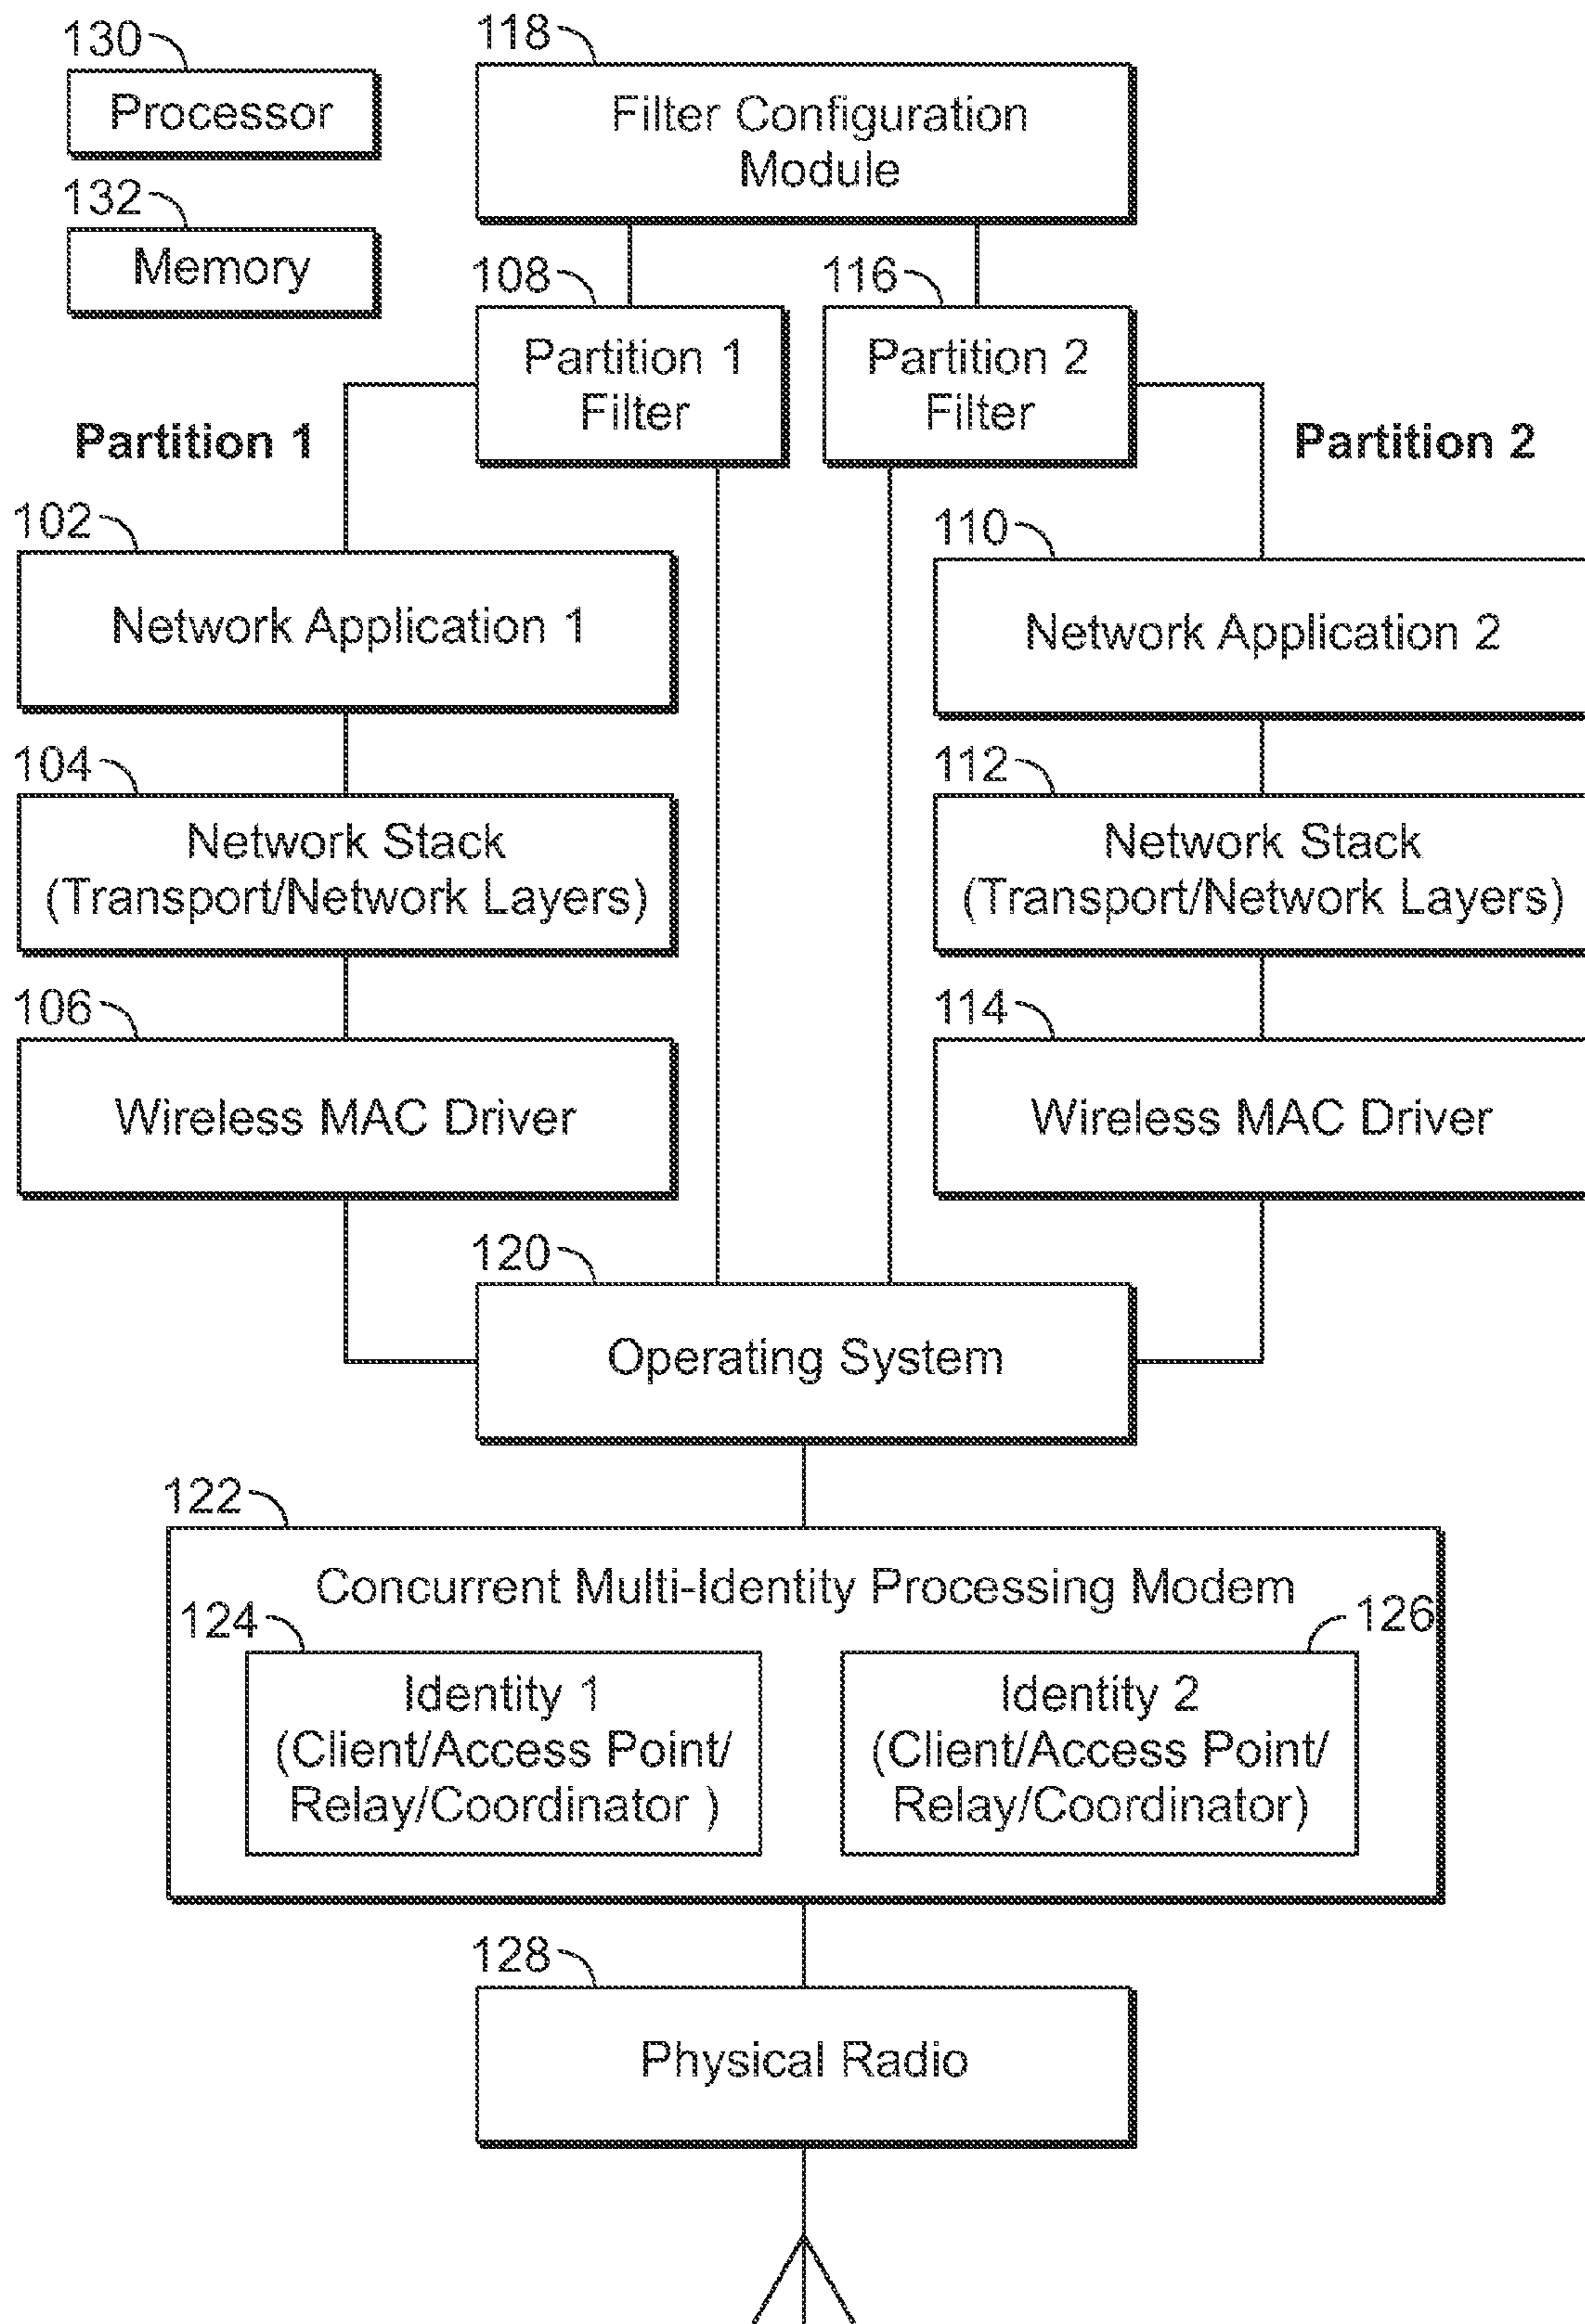 130
Processor
132
Memory
118
Filter Configuration
Module
108
Partition 1
Filter
116
Partition 2
Filter
Partition 1
Partition 2
102
Network Application 1
110
Network Application 2
104
Network Stack
(Transport/Network Layers)
112
Network Stack
(Transport/Network Layers)
106
Wireless MAC Driver
114
Wireless MAC Driver
120
Operating System
122
Concurrent Multi-Identity Processing Modem
124
Identity 1
(Client/Access Point/
Relay/Coordinator )
126
Identity 2
(Client/Access Point/
Relay/Coordinator)
128
Physical Radio